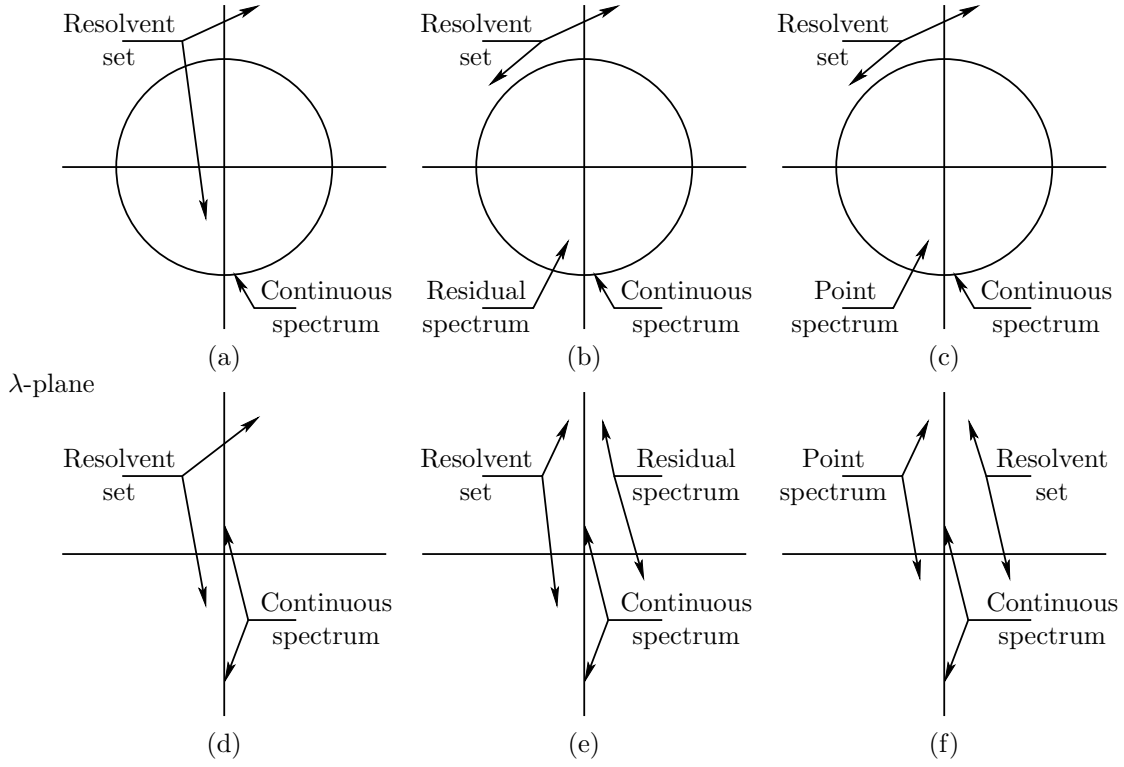 Resolvent
set
Continuous
spectrum
(a)
Resolvent
set
Residual
spectrum
Continuous
spectrum
(b)
Resolvent
set
Point
spectrum
Continuous
spectrum
(c)
λ-plane
Resolvent
set
Continuous
spectrum
(d)
Resolvent
set
Residual
spectrum
Continuous
spectrum
(e)
Point
spectrum
Resolvent
set
Continuous
spectrum
(f)